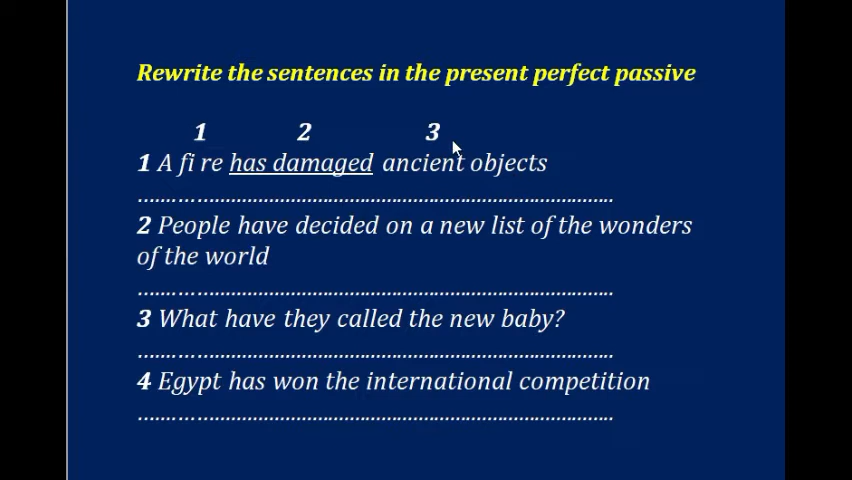 Rewrite the sentences in the present perfect passive
1 2 3
1 A fi re has damaged ancient objects
.................................................................................
2 People have decided on a new list of the wonders
of the world
.................................................................................
3 What have they called the new baby?
.................................................................................
4 Egypt has won the international competition
.................................................................................